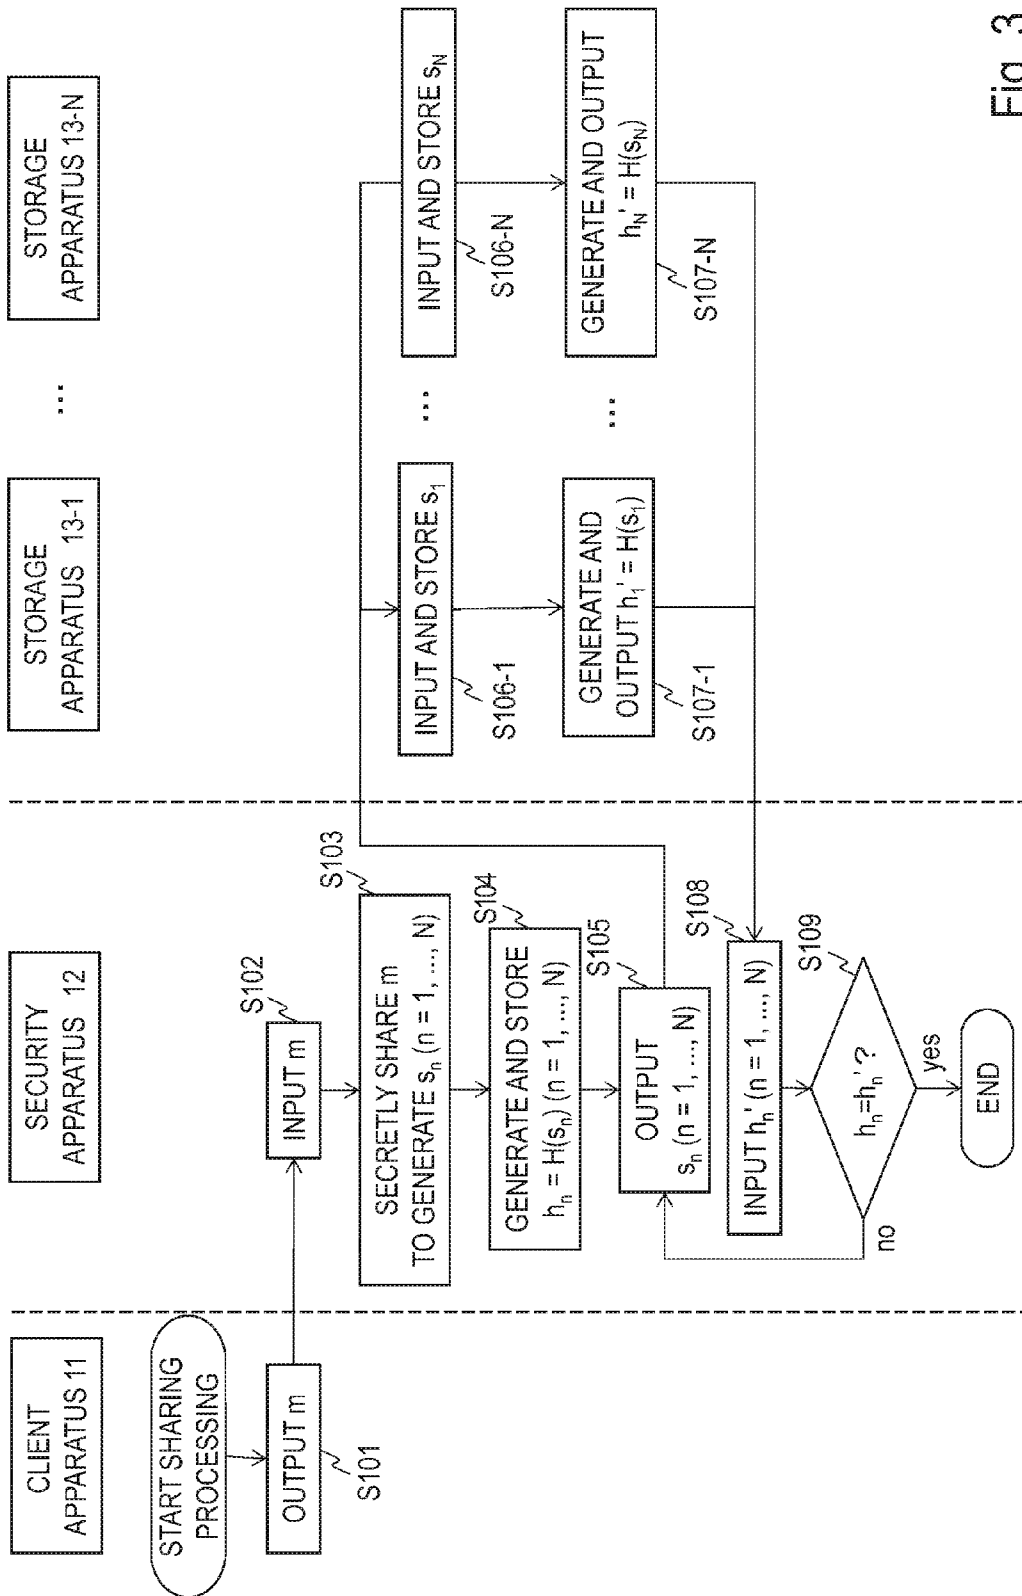 CLIENT
APPARATUS 11
SECURITY
APPARATUS 12
STORAGE
APPARATUS 13-1
...
STORAGE
APPARATUS 13-N
START SHARING
PROCESSING
OUTPUT m
S101
INPUT m
S102
SECRETLY SHARE m
TO GENERATE sₙ (n = 1, ..., N)
S103
GENERATE AND STORE
hₙ = H(sₙ) (n = 1, ..., N)
S104
OUTPUT
sₙ (n = 1, ..., N)
S105
INPUT AND STORE s₁
S106-1
...
INPUT AND STORE s_N
S106-N
GENERATE AND
OUTPUT h₁' = H(s₁)
S107-1
...
GENERATE AND OUTPUT
h_N' = H(s_N)
S107-N
INPUT hₙ' (n = 1, ..., N)
S108
hₙ=hₙ' ?
S109
no
yes
END
Fig. 3